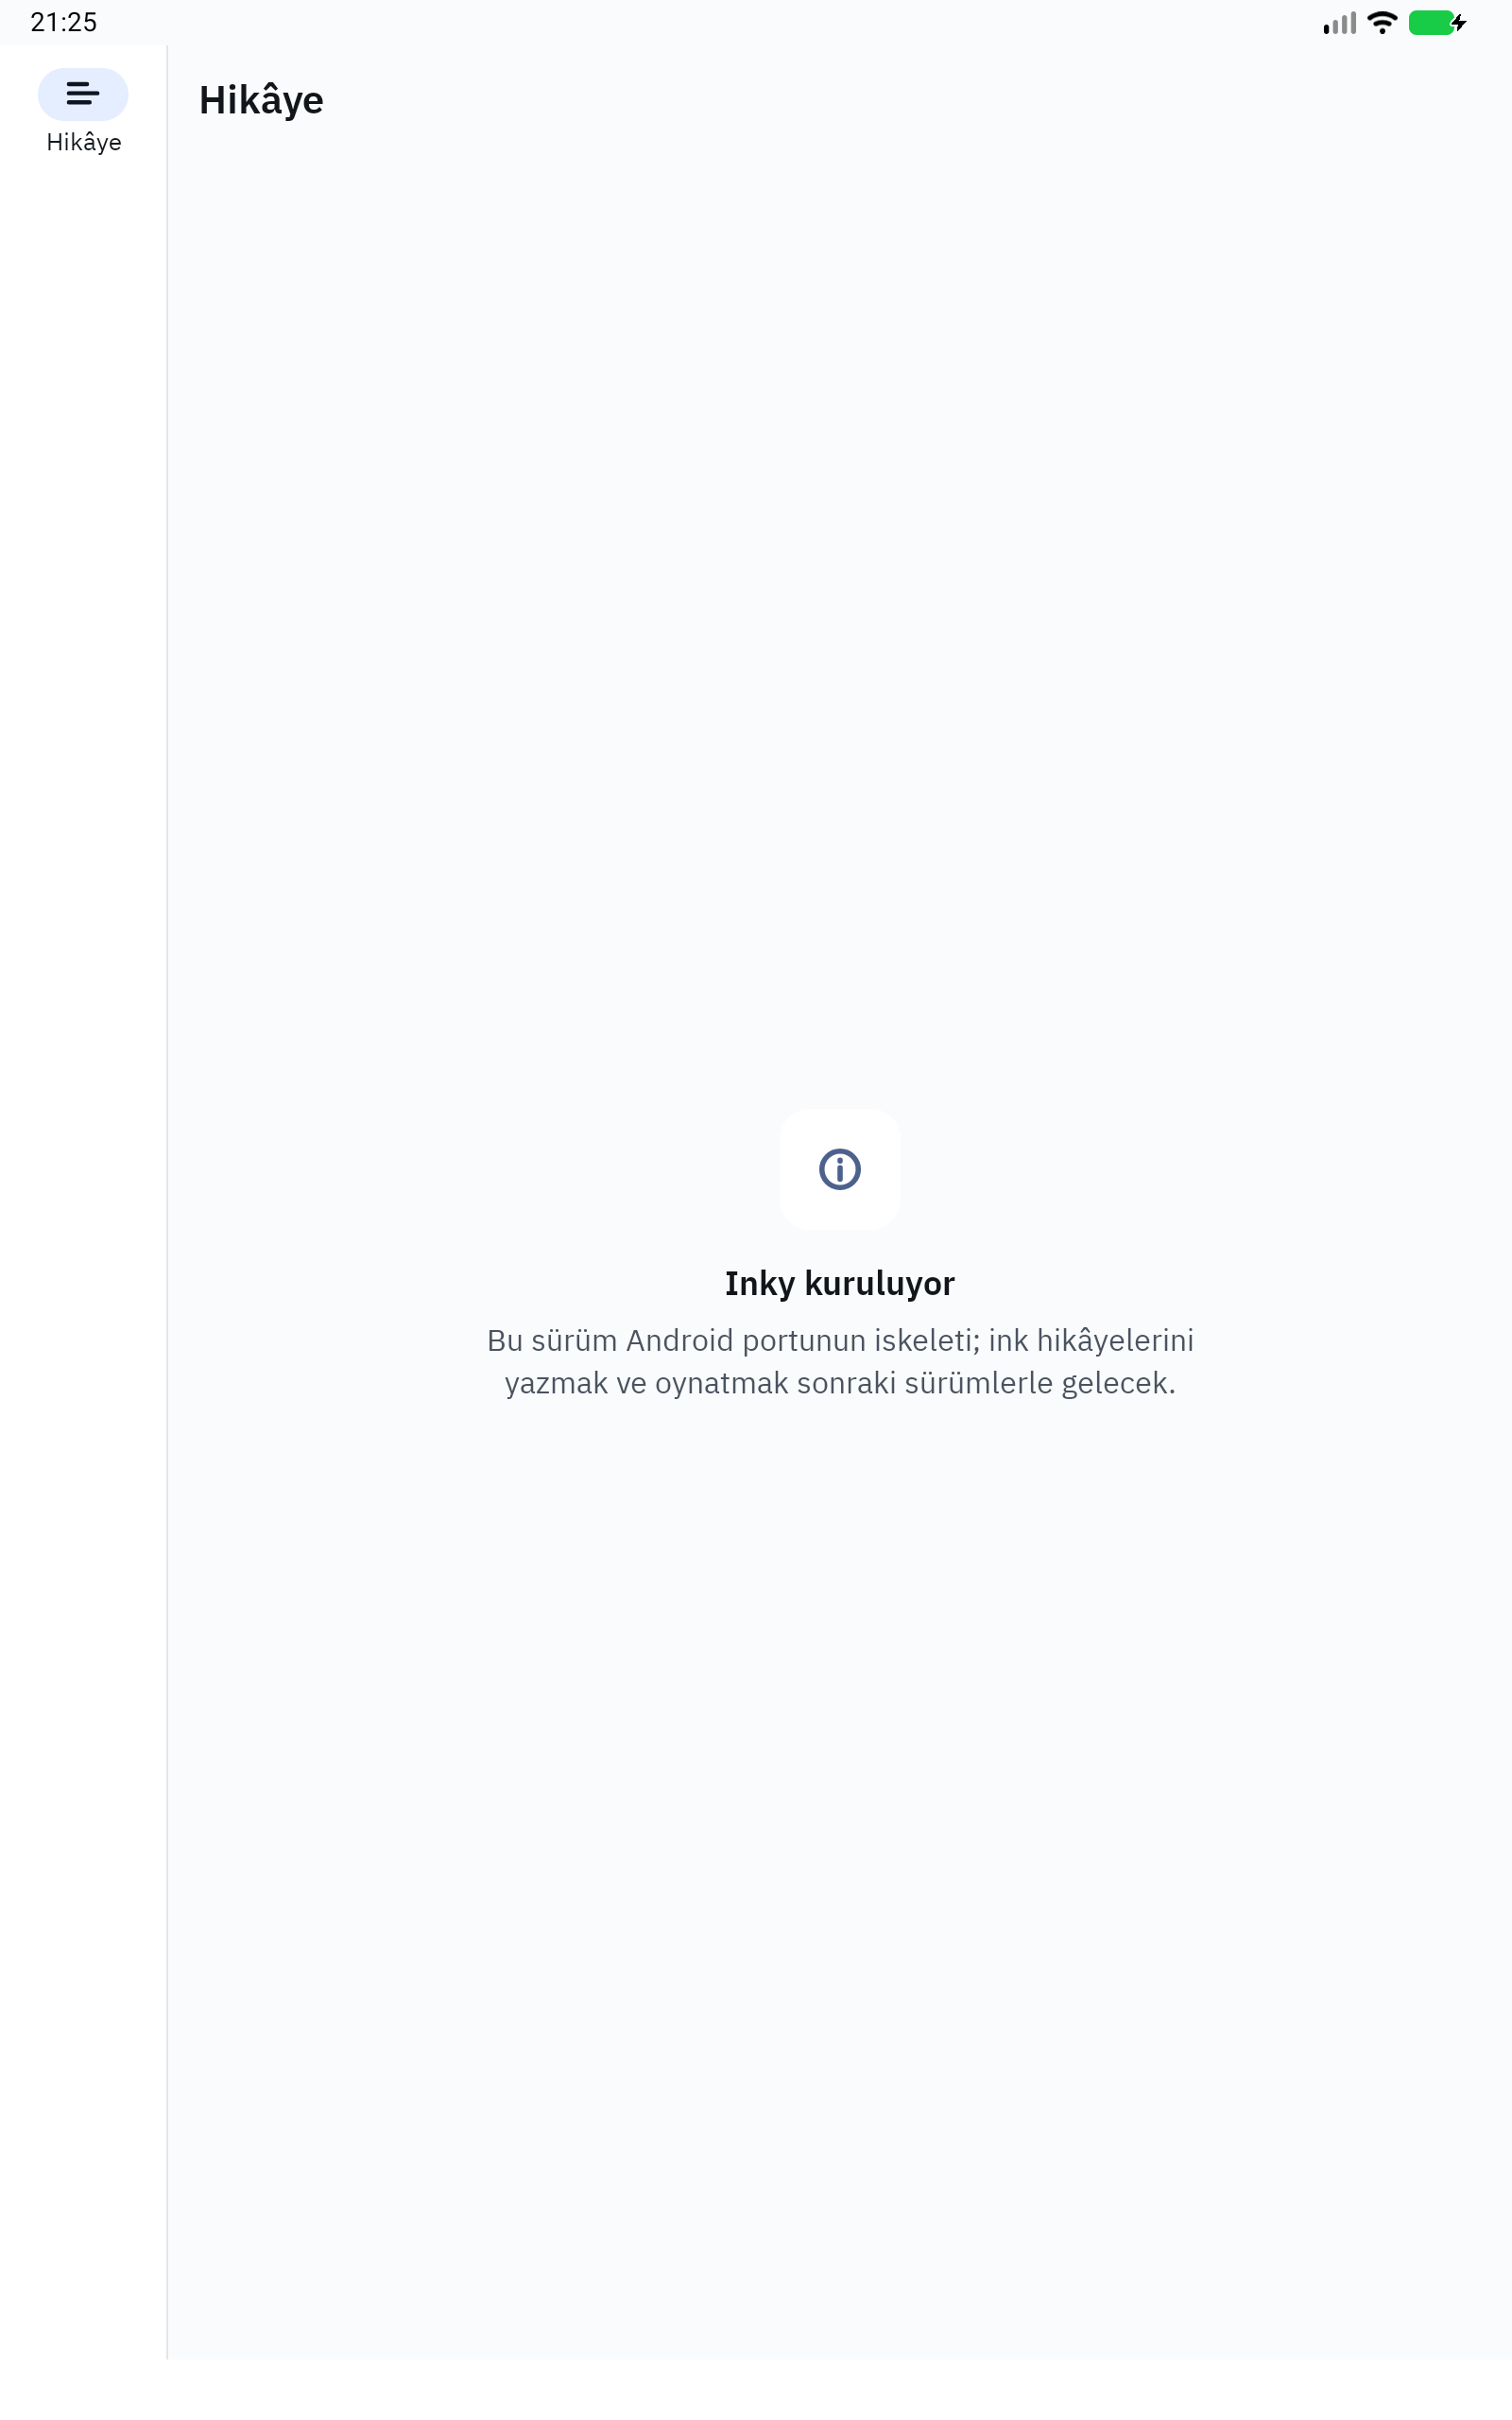 21:25
Hikâye
Hikâye
Inky kuruluyor
Bu sürüm Android portunun iskeleti; ink hikâyelerini
yazmak ve oynatmak sonraki sürümlerle gelecek.